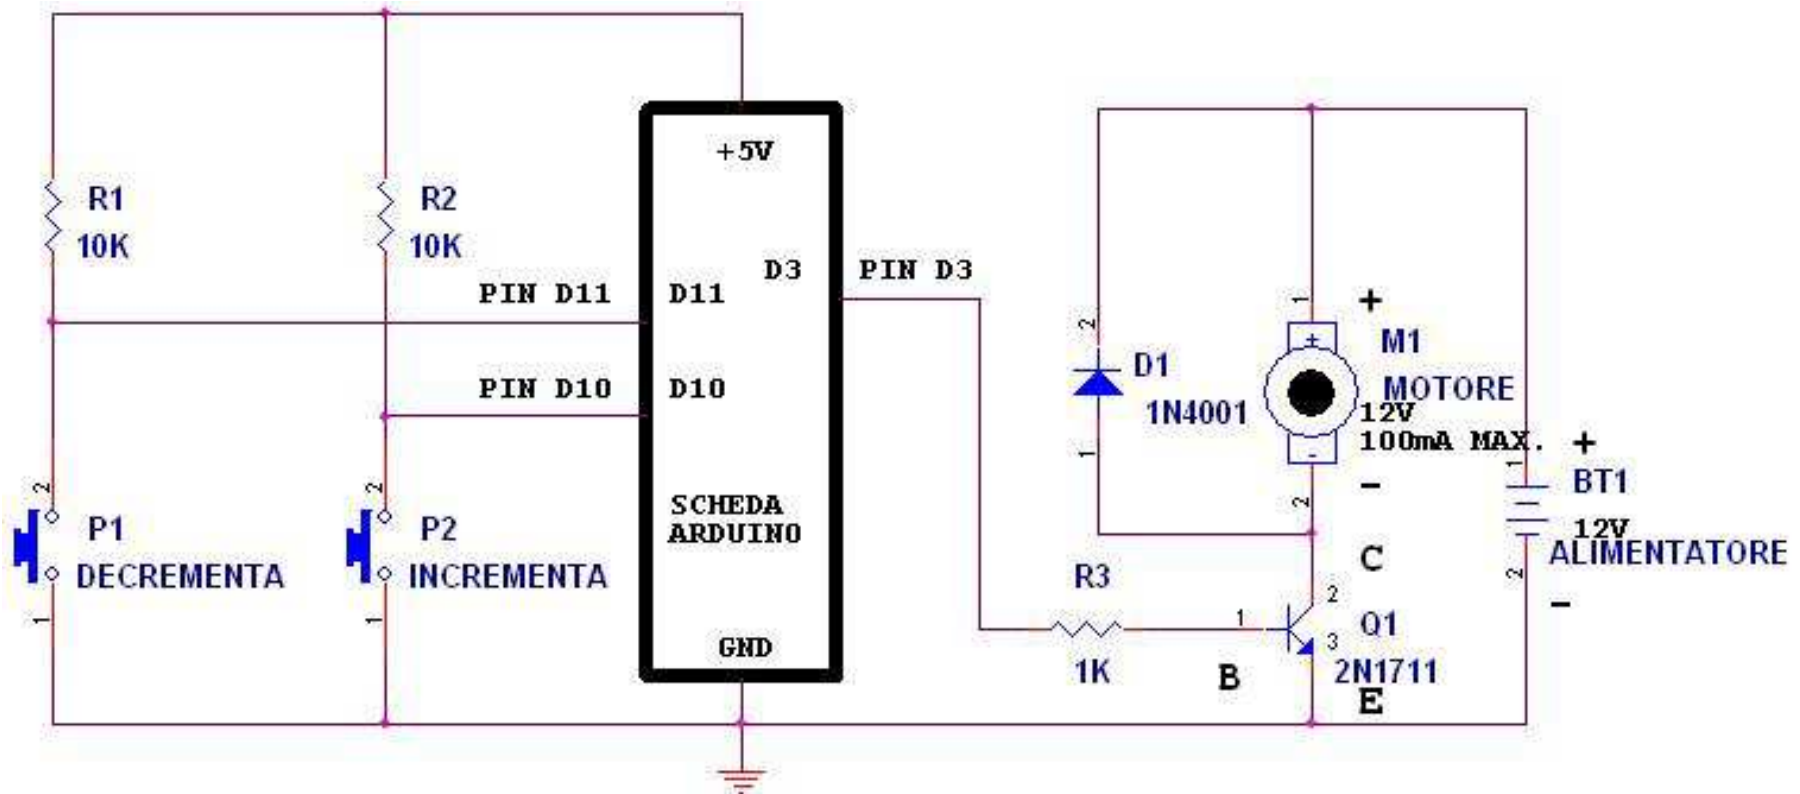 +5V
R1
10K
R2
10K
PIN D11
D11
D3
PIN D3
PIN D10
D10
SCHEDA
ARDUINO
GND
2
P1
DECREMENTA
1
2
P2
INCREMENTA
1
2
D1
1N4001
1
1
+
+
M1
MOTORE
12V
100mA MAX.
-
-
2
+
1
BT1
12V
ALIMENTATORE
2
-
R3
1K
1
B
C
2
Q1
3
2N1711
E